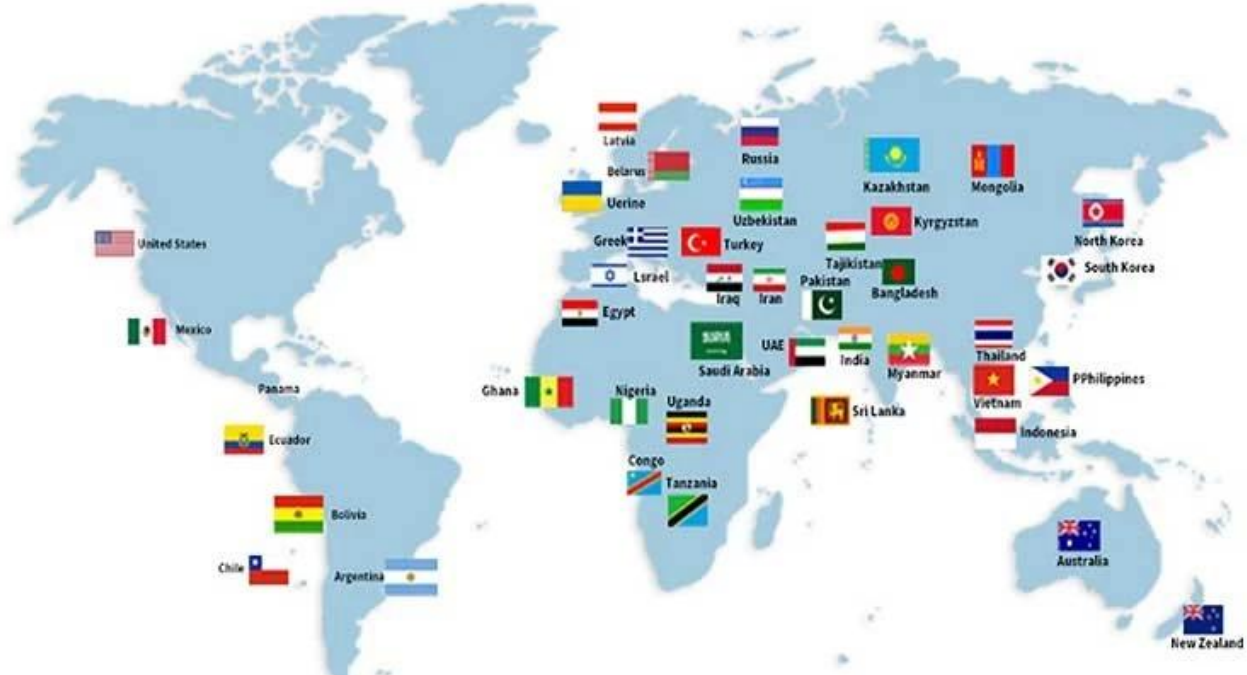 Latvia
Russia
Belarus
Kazakhstan
Mongolia
Uerine
Uzbekistan
Kyrgyzstan
North Korea
United States
Greek
Turkey
Tajikistan
South Korea
Lsrael
Iraq
Iran
Pakistan
Bangladesh
Egypt
Mexico
UAE
India
Saudi Arabia
Myanmar
Thailand
PPhilippines
Panama
Ghana
Nigeria
Uganda
Vietnam
Sri Lanka
Ecuador
Indonesia
Congo
Tanzania
Bolivia
Chile
Argentina
Australia
New Zealand